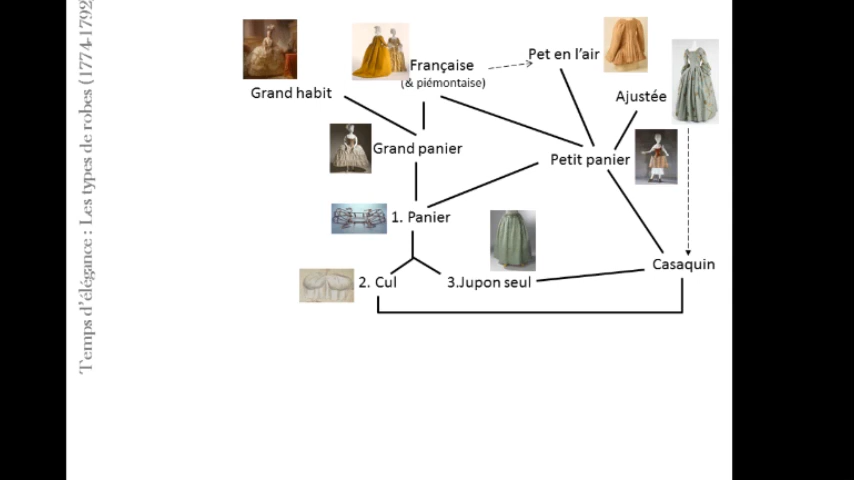 Temps d'élégance : Les types de robes (1774-1792
Française
(& piémontaise)
Pet en l'air
Grand habit
Ajustée
Grand panier
Petit panier
1. Panier
Casaquin
2. Cul
3.Jupon seul